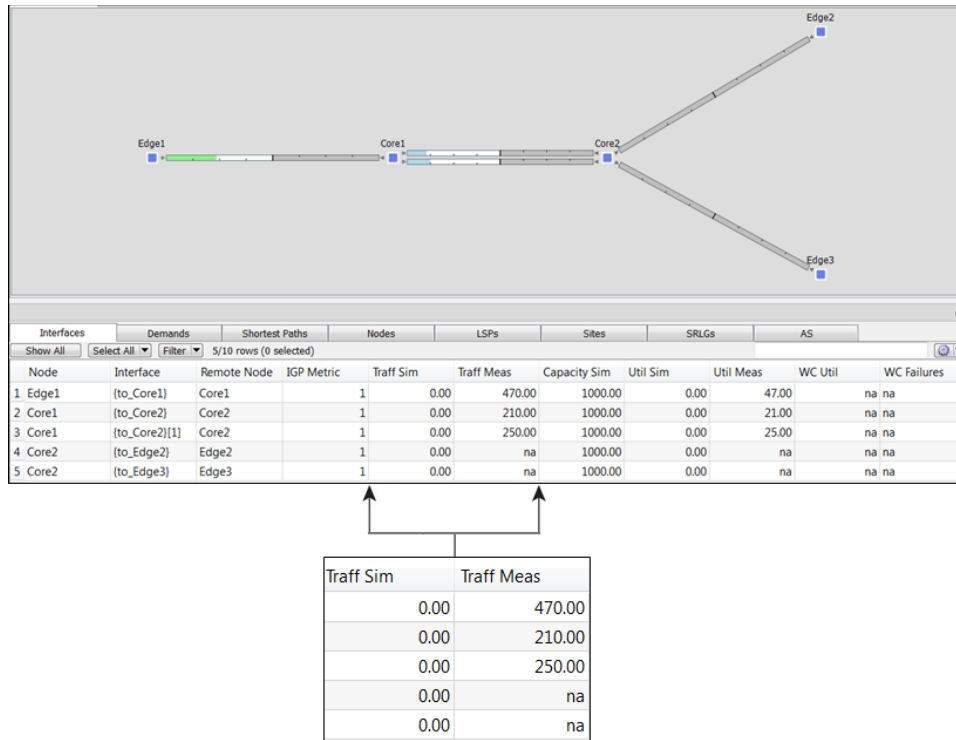 Edge2
Edge1
Core1
Core2
Edge3
Interfaces Demands Shortest Paths Nodes LSPs Sites SRLGs AS
Show All Select All Filter 5/10 rows (0 selected)
Node Interface Remote Node IGP Metric Traff Sim Traff Meas Capacity Sim Util Sim Util Meas WC Util WC Failures
1 Edge1 {to_Core1} Core1 1 0.00 470.00 1000.00 0.00 47.00 na na
2 Core1 {to_Core2} Core2 1 0.00 210.00 1000.00 0.00 21.00 na na
3 Core1 {to_Core2}[1] Core2 1 0.00 250.00 1000.00 0.00 25.00 na na
4 Core2 {to_Edge2} Edge2 1 0.00 na 1000.00 0.00 na na na
5 Core2 {to_Edge3} Edge3 1 0.00 na 1000.00 0.00 na na na
Traff Sim Traff Meas
0.00 470.00
0.00 210.00
0.00 250.00
0.00 na
0.00 na